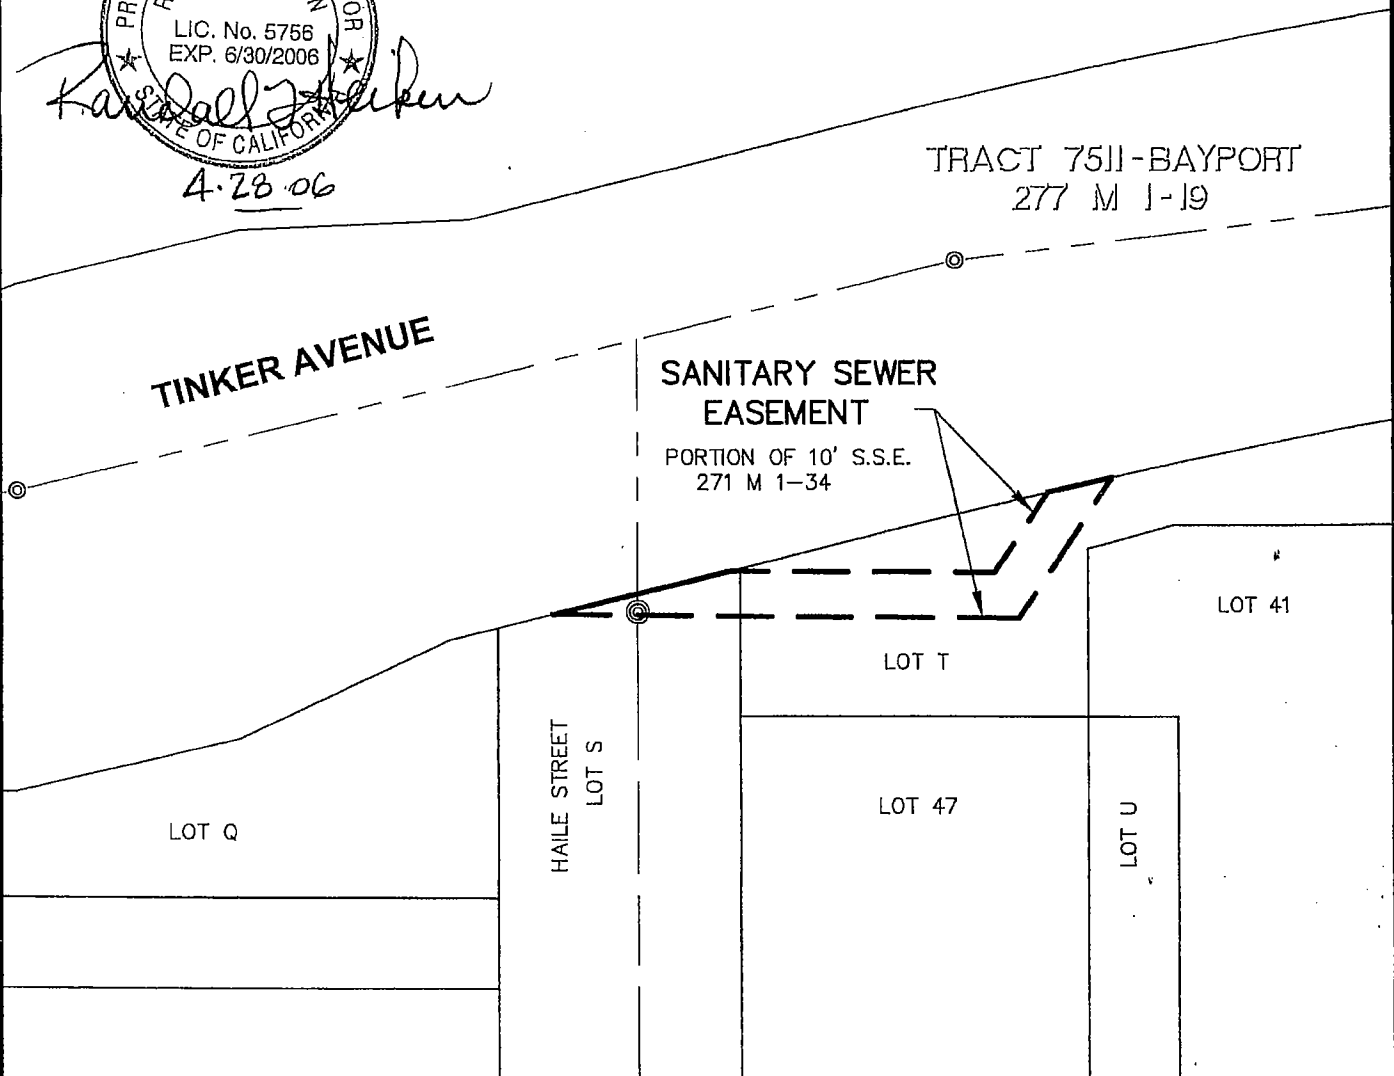 LIC. No. 5756
EXP. 6/30/2006
STATE OF CALIFORNIA
4·28·06
TRACT 7511-BAYPORT
277 M 1-19
TINKER AVENUE
SANITARY SEWER
EASEMENT
PORTION OF 10' S.S.E.
271 M 1-34
LOT 41
LOT T
HAILE STREET
LOT S
LOT 47
LOT U
LOT Q